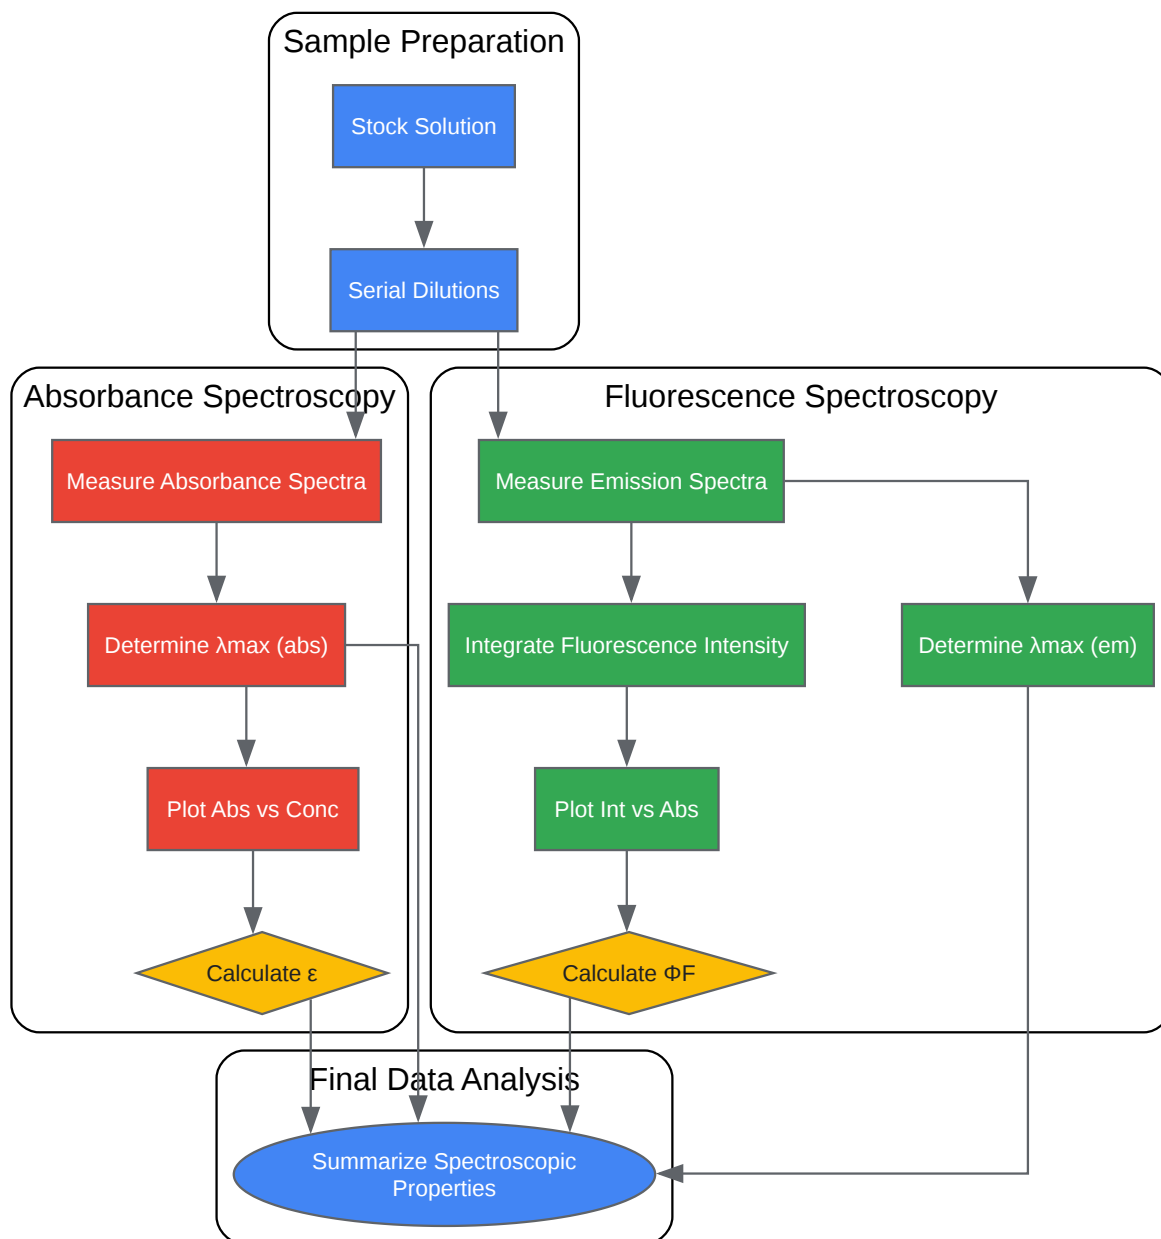 Sample Preparation
Stock Solution
Serial Dilutions
Absorbance Spectroscopy
Measure Absorbance Spectra
Determine λmax (abs)
Plot Abs vs Conc
Calculate ε
Fluorescence Spectroscopy
Measure Emission Spectra
Integrate Fluorescence Intensity
Determine λmax (em)
Plot Int vs Abs
Calculate ΦF
Final Data Analysis
Summarize Spectroscopic
Properties